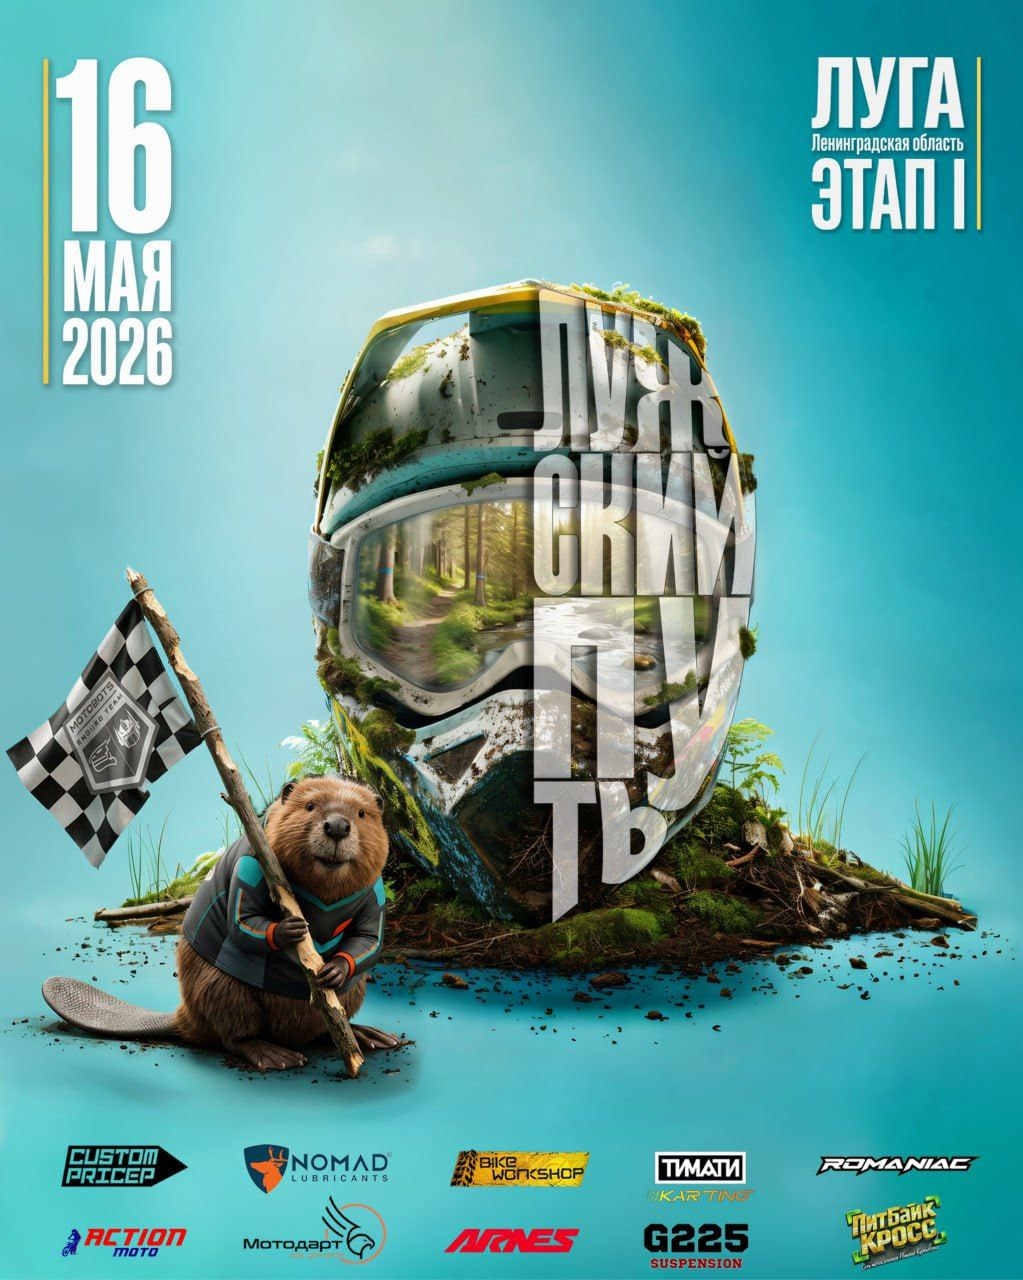 16
МАЯ
2026
ЛУГА
Ленинградская область
ЭТАП I
ЛУЖ
СКИЙ
ПУ
ТЬ
MOTOBOTS
ENDURO TEAM
CUSTOM
PRICEP
NOMAD
LUBRICANTS
BIKE
WORKSHOP
ТИМАТИ
KARTING
ROMANIAC
ACTION
МОТО
Мотодарт
ARNES
G225
SUSPENSION
ПИТБАЙК
КРОСС